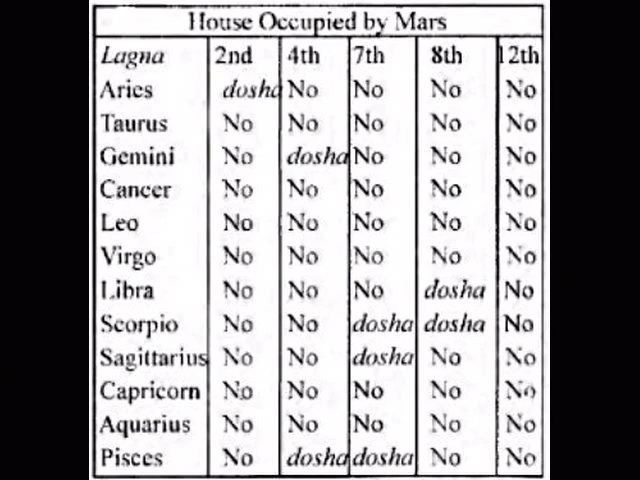 House Occupied by Mars
Lagna 2nd 4th 7th 8th 12th
Aries dosha No No No No
Taurus No No No No No
Gemini No dosha No No No
Cancer No No No No No
Leo No No No No No
Virgo No No No No No
Libra No No No dosha No
Scorpio No No dosha dosha No
Sagittarius No No dosha No No
Capricorn No No No No No
Aquarius No No No No No
Pisces No dosha dosha No No